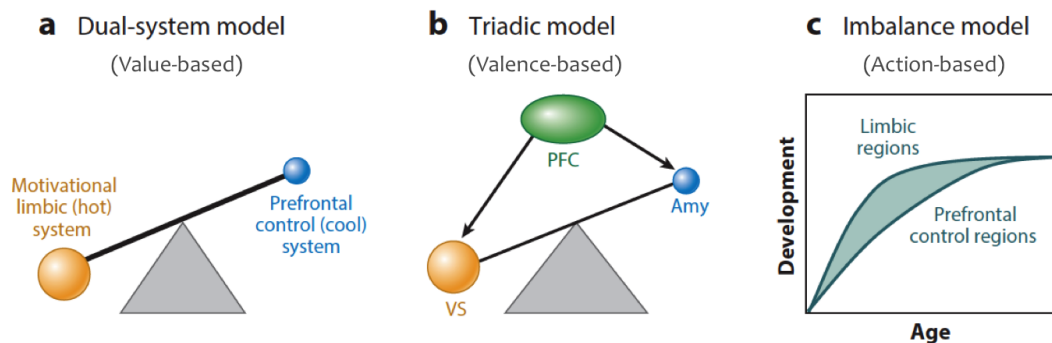 a Dual-system model
(Value-based)
Motivational
limbic (hot)
system
Prefrontal
control (cool)
system
b Triadic model
(Valence-based)
PFC
Amy
VS
c Imbalance model
(Action-based)
Development
Limbic
regions
Prefrontal
control regions
Age